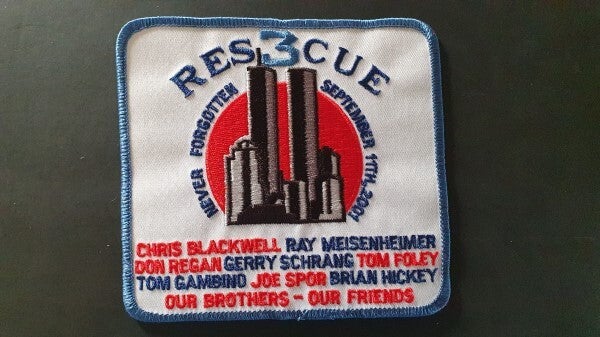 RES3CUE
NEVER FORGOTTEN
SEPTEMBER 11TH, 2001
CHRIS BLACKWELL RAY MEISENHEIMER
DON REGAN GERRY SCHRANG TOM FOLEY
TOM GAMBINO JOE SPOR BRIAN HICKEY
OUR BROTHERS - OUR FRIENDS